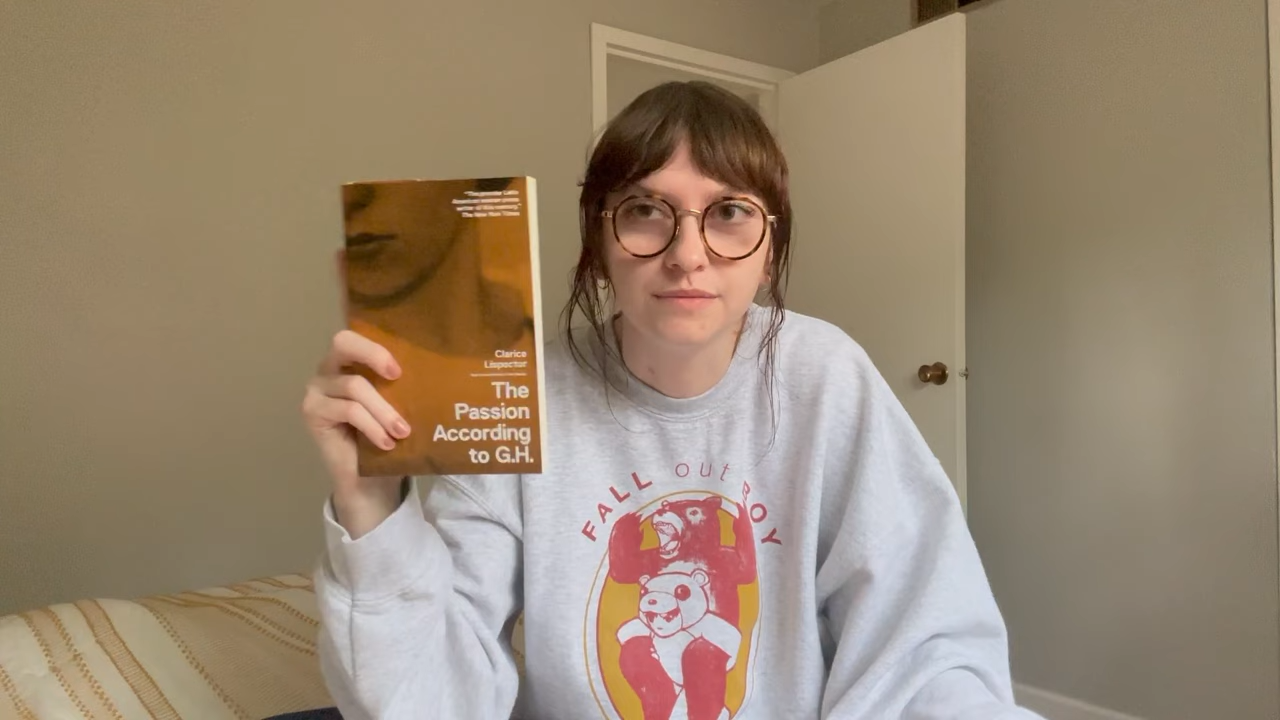 "The premier Latin
American woman prose
writer of this century."
The New York Times
Clarice
Lispector
The
Passion
According
to G.H.
FALL out BOY